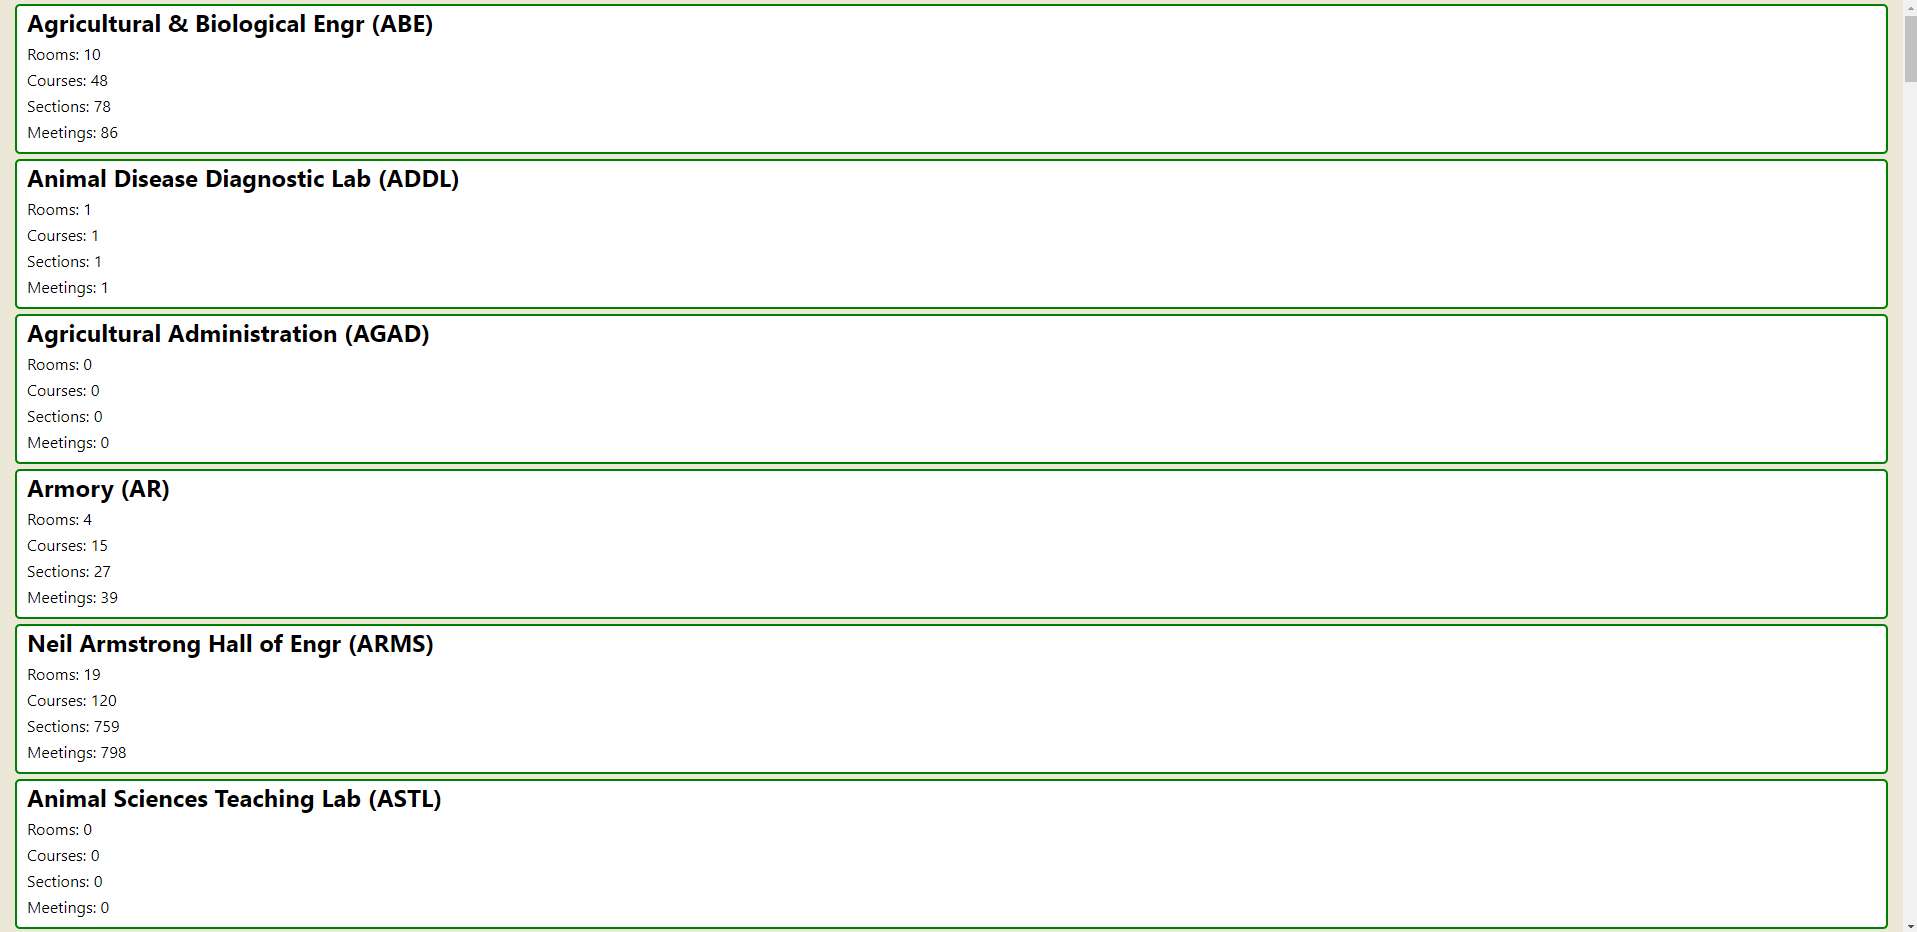 Agricultural & Biological Engr (ABE)
Rooms: 10
Courses: 48
Sections: 78
Meetings: 86
Animal Disease Diagnostic Lab (ADDL)
Rooms: 1
Courses: 1
Sections: 1
Meetings: 1
Agricultural Administration (AGAD)
Rooms: 0
Courses: 0
Sections: 0
Meetings: 0
Armory (AR)
Rooms: 4
Courses: 15
Sections: 27
Meetings: 39
Neil Armstrong Hall of Engr (ARMS)
Rooms: 19
Courses: 120
Sections: 759
Meetings: 798
Animal Sciences Teaching Lab (ASTL)
Rooms: 0
Courses: 0
Sections: 0
Meetings: 0